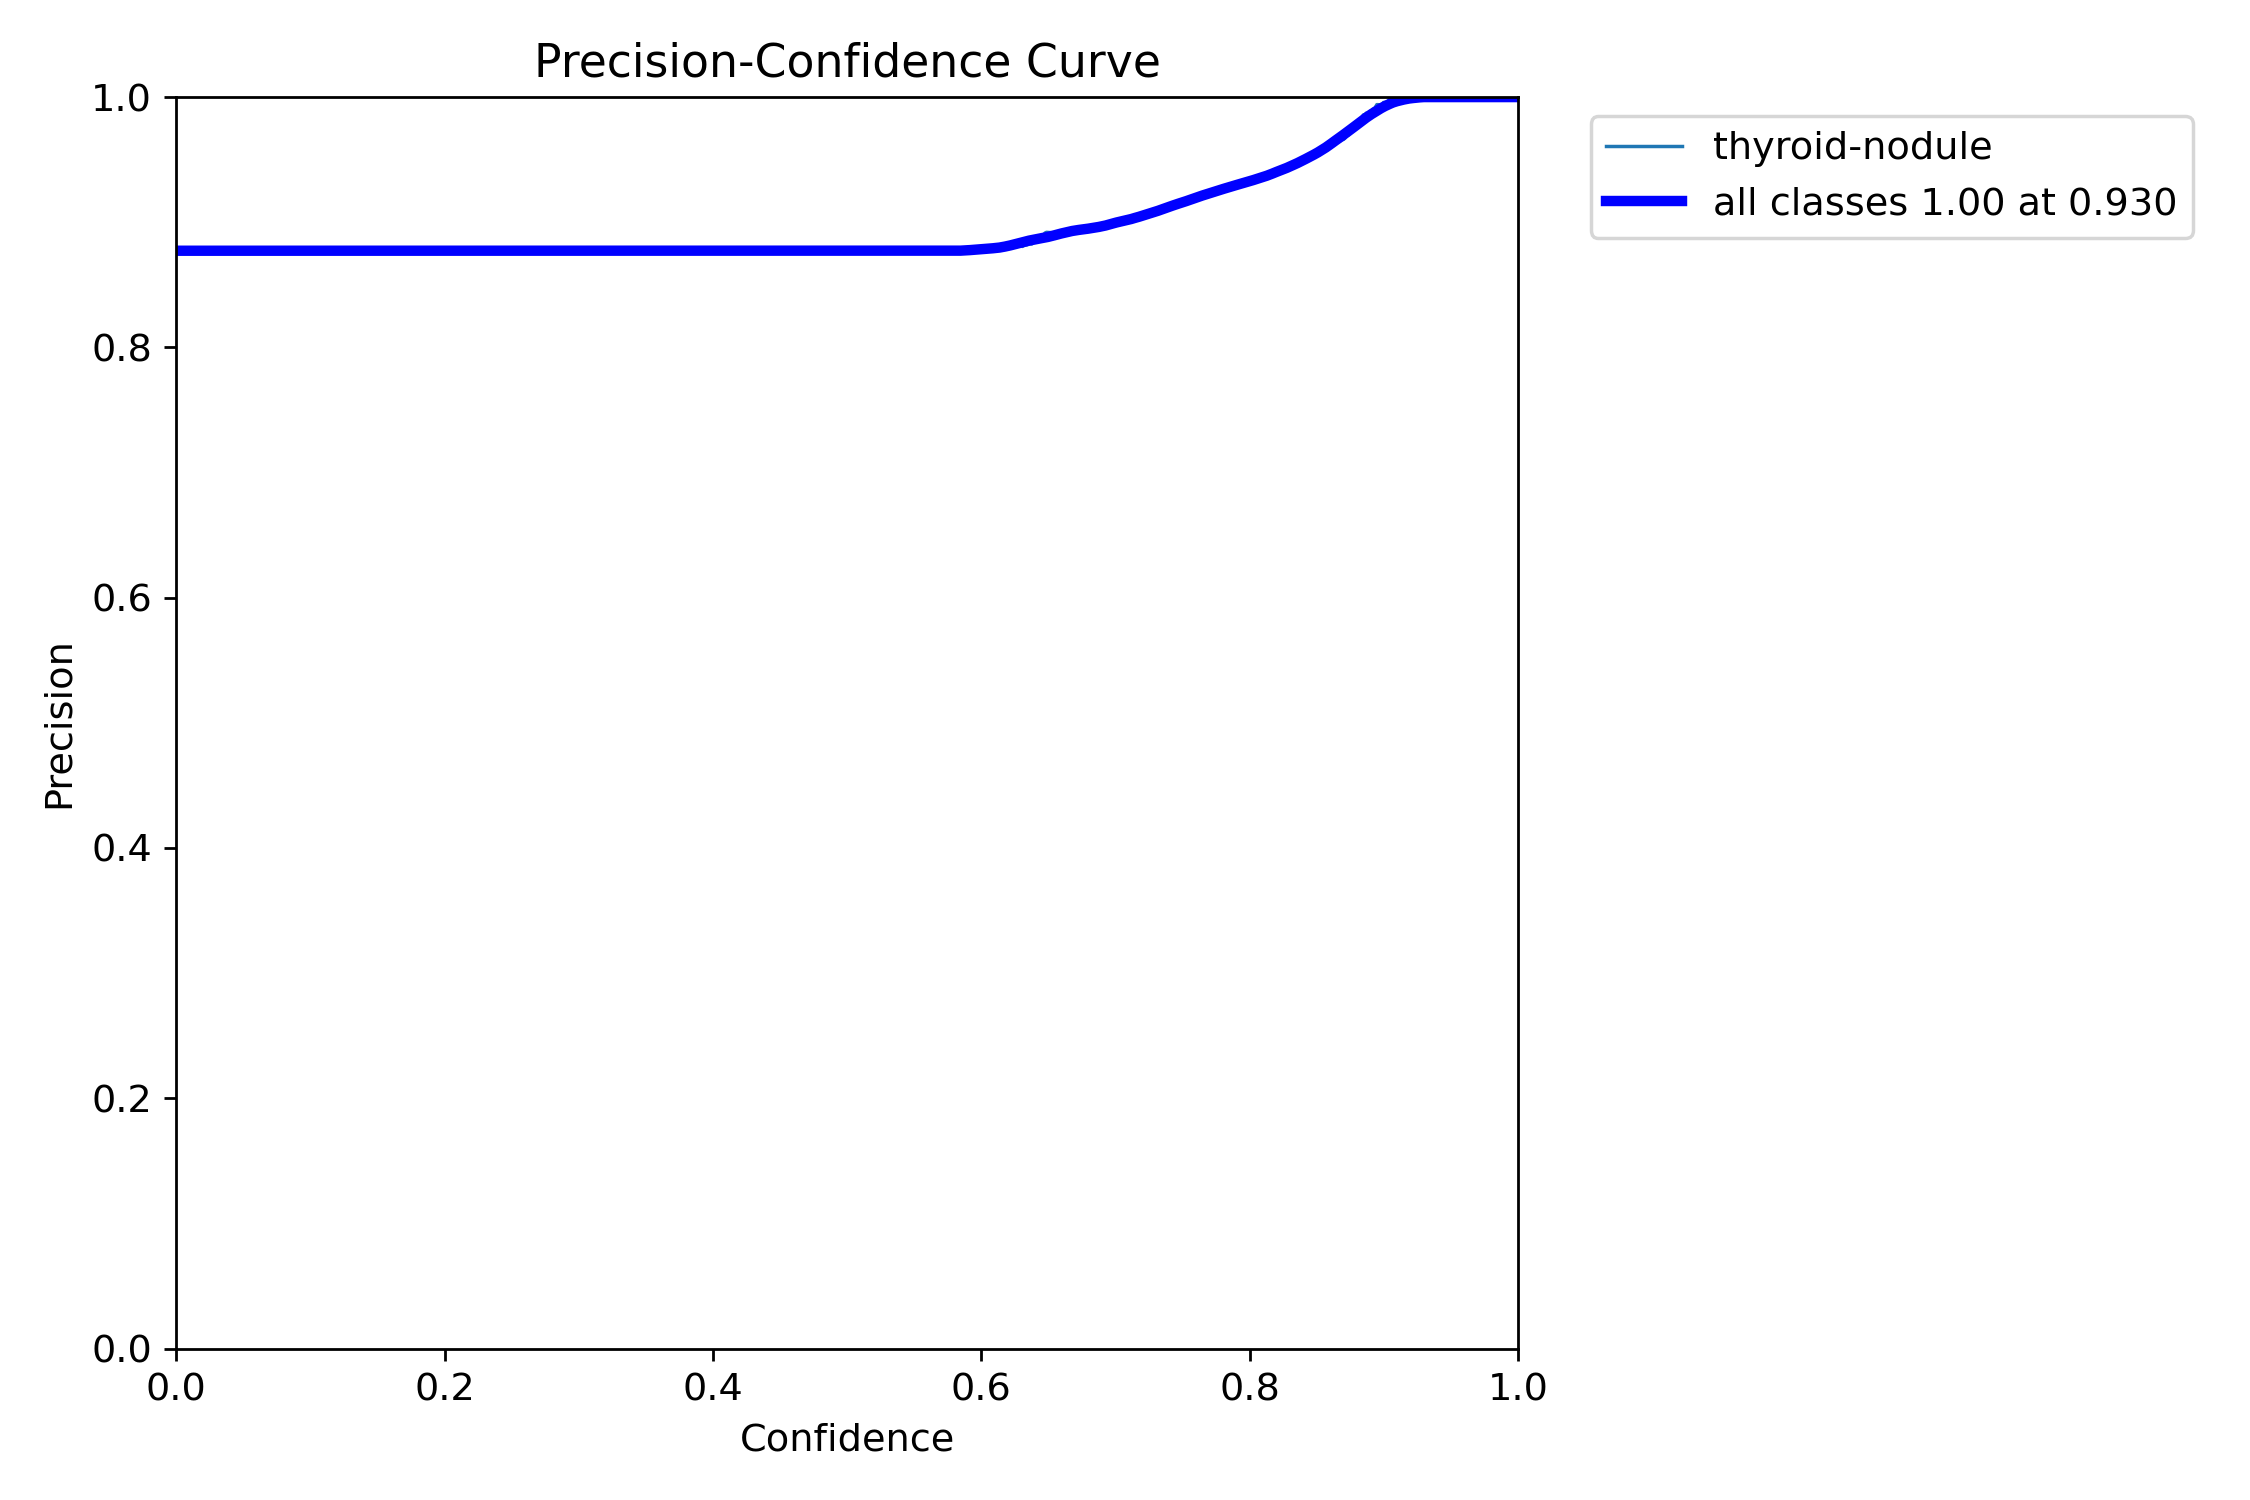 Precision-Confidence Curve
1.0
0.8
0.6
0.4
0.2
0.0
Precision
0.0 0.2 0.4 0.6 0.8 1.0
Confidence
thyroid-nodule
all classes 1.00 at 0.930